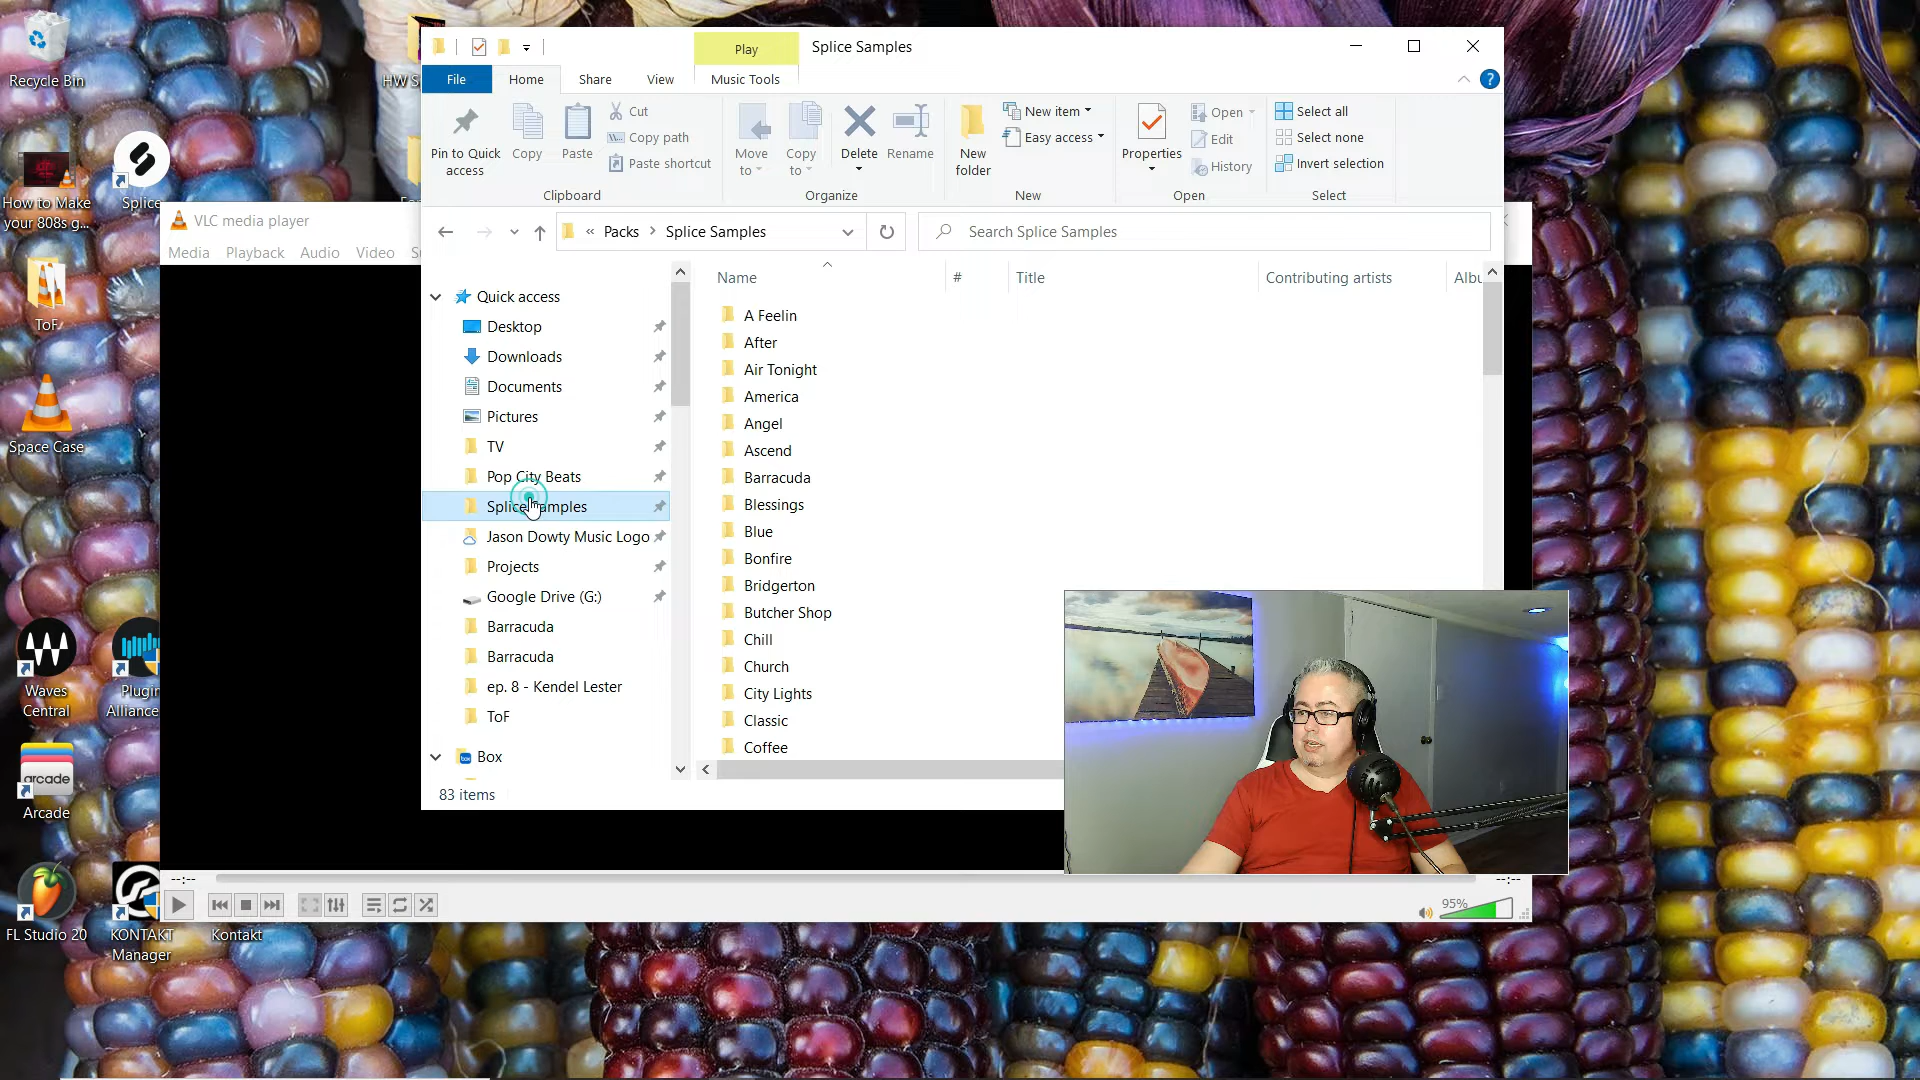 Recycle Bin
HW S
How to Make
your 808s g...
Splice
ToF
Space Case
Waves
Central
Plugin
Alliance
arcade
Arcade
FL Studio 20
KONTAKT
Manager
Kontakt
VLC media player
Media Playback Audio Video S
Play Splice Samples
File Home Share View Music Tools
Pin to Quick
access
Copy
Paste
Cut
Copy path
Paste shortcut
Clipboard
Move
to
Copy
to
Delete
Rename
Organize
New
folder
New item
Easy access
New
Properties
Open
Edit
History
Open
Select all
Select none
Invert selection
Select
« Packs > Splice Samples
Search Splice Samples
Quick access
Desktop
Downloads
Documents
Pictures
TV
Pop City Beats
Splice Samples
Jason Dowty Music Logo
Projects
Google Drive (G:)
Barracuda
Barracuda
ep. 8 - Kendel Lester
ToF
box Box
83 items
Name # Title Contributing artists Albu
A Feelin
After
Air Tonight
America
Angel
Ascend
Barracuda
Blessings
Blue
Bonfire
Bridgerton
Butcher Shop
Chill
Church
City Lights
Classic
Coffee
--:-- --:--
95%